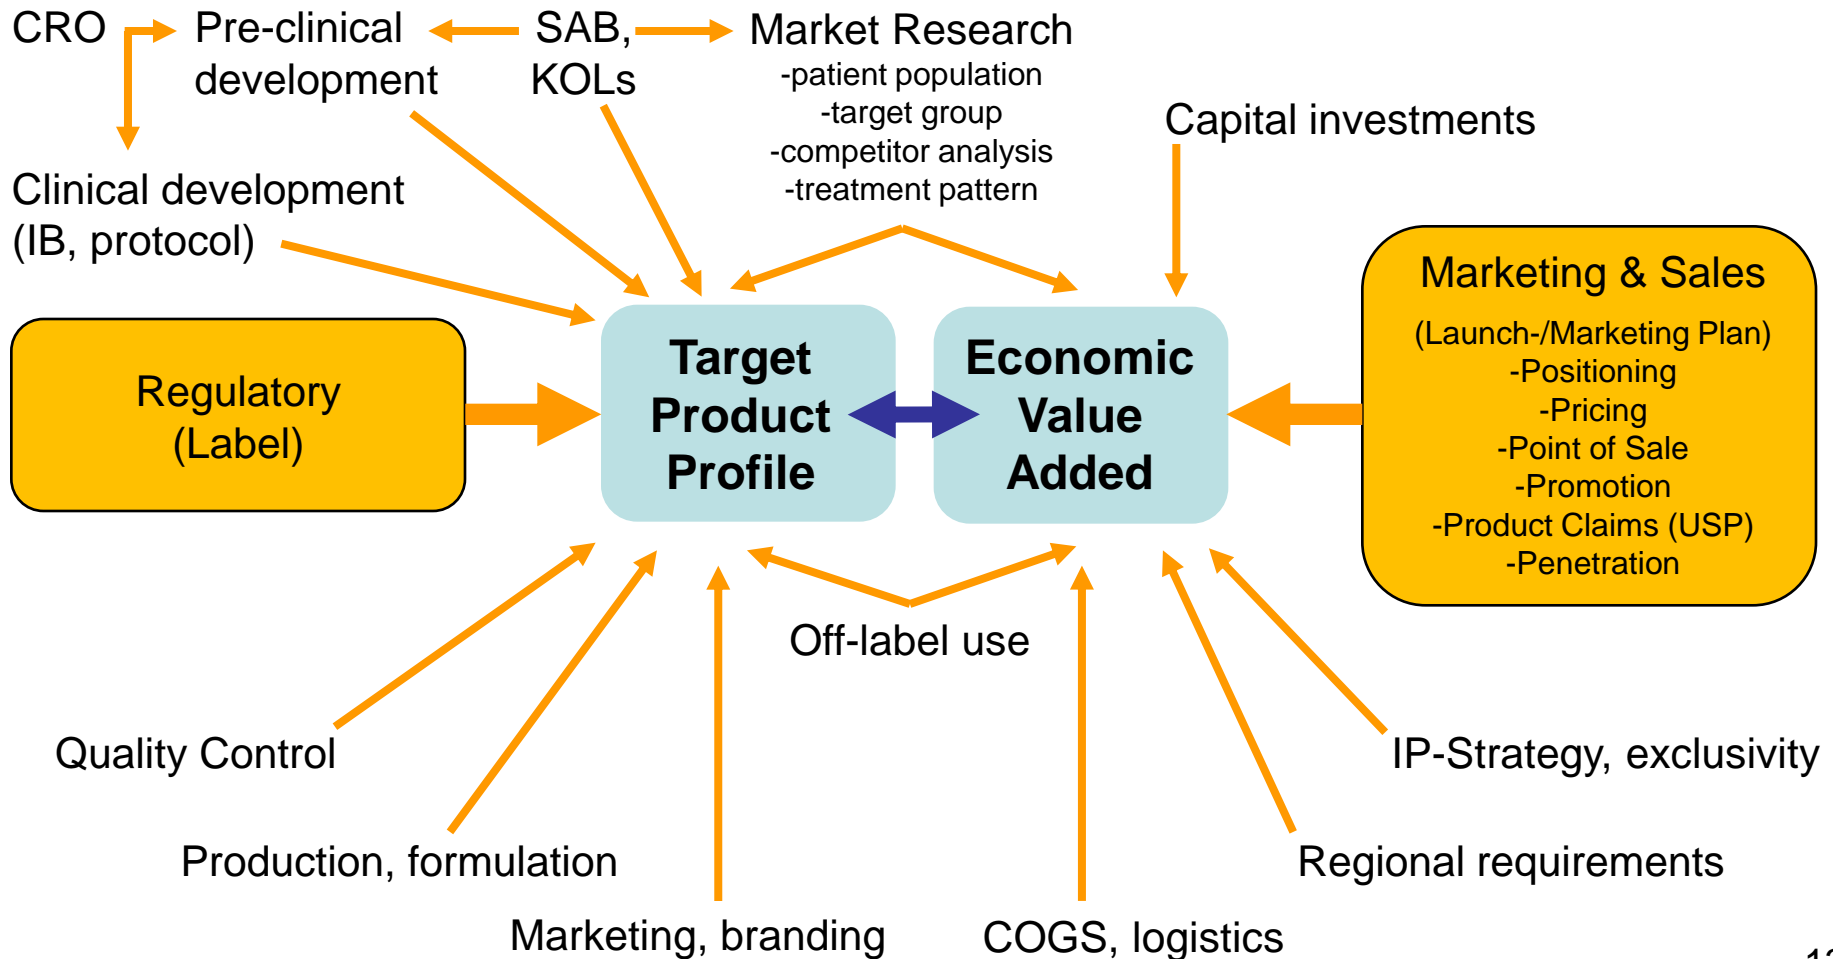 CRO
Pre-clinical
development
SAB,
KOLs
Market Research
-patient population
-target group
-competitor analysis
-treatment pattern
Capital investments
Clinical development
(IB, protocol)
Regulatory
(Label)
Target
Product
Profile
Economic
Value
Added
Marketing & Sales
(Launch-/Marketing Plan)
-Positioning
-Pricing
-Point of Sale
-Promotion
-Product Claims (USP)
-Penetration
Off-label use
Quality Control
IP-Strategy, exclusivity
Production, formulation
Regional requirements
Marketing, branding
COGS, logistics